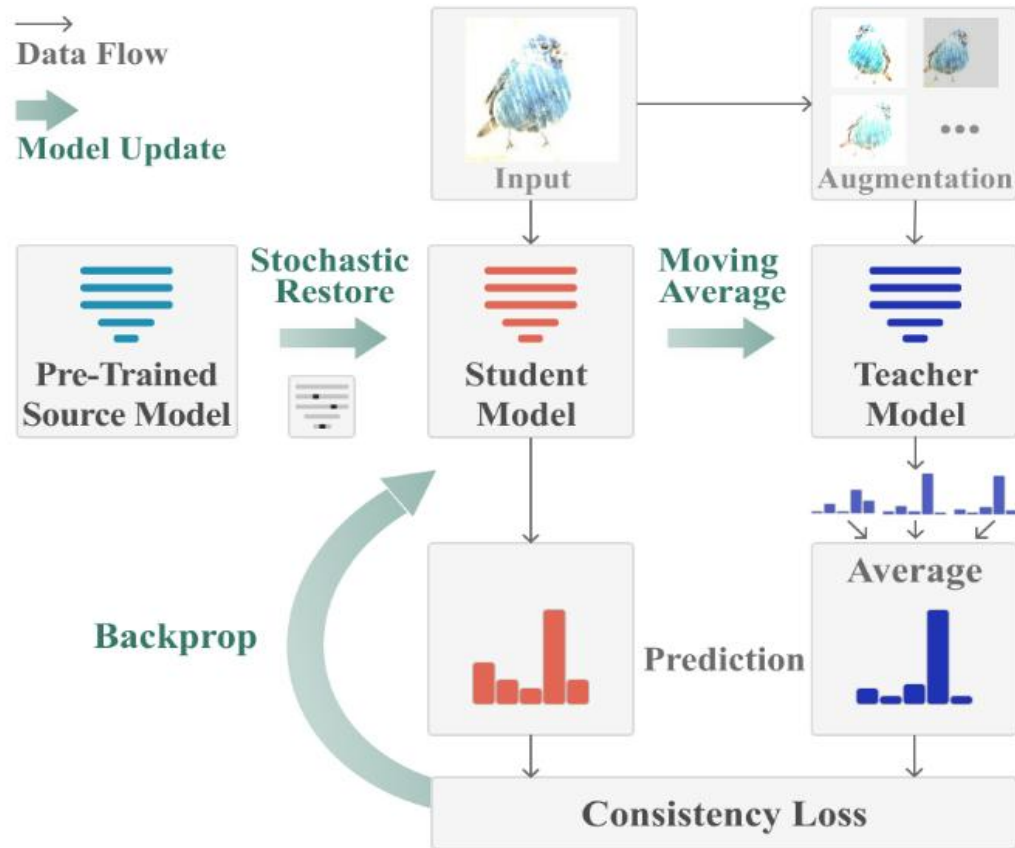 Data Flow
Model Update
Input
Augmentation
Stochastic
Restore
Moving
Average
Pre-Trained
Source Model
Student
Model
Teacher
Model
Backprop
Average
Prediction
Consistency Loss